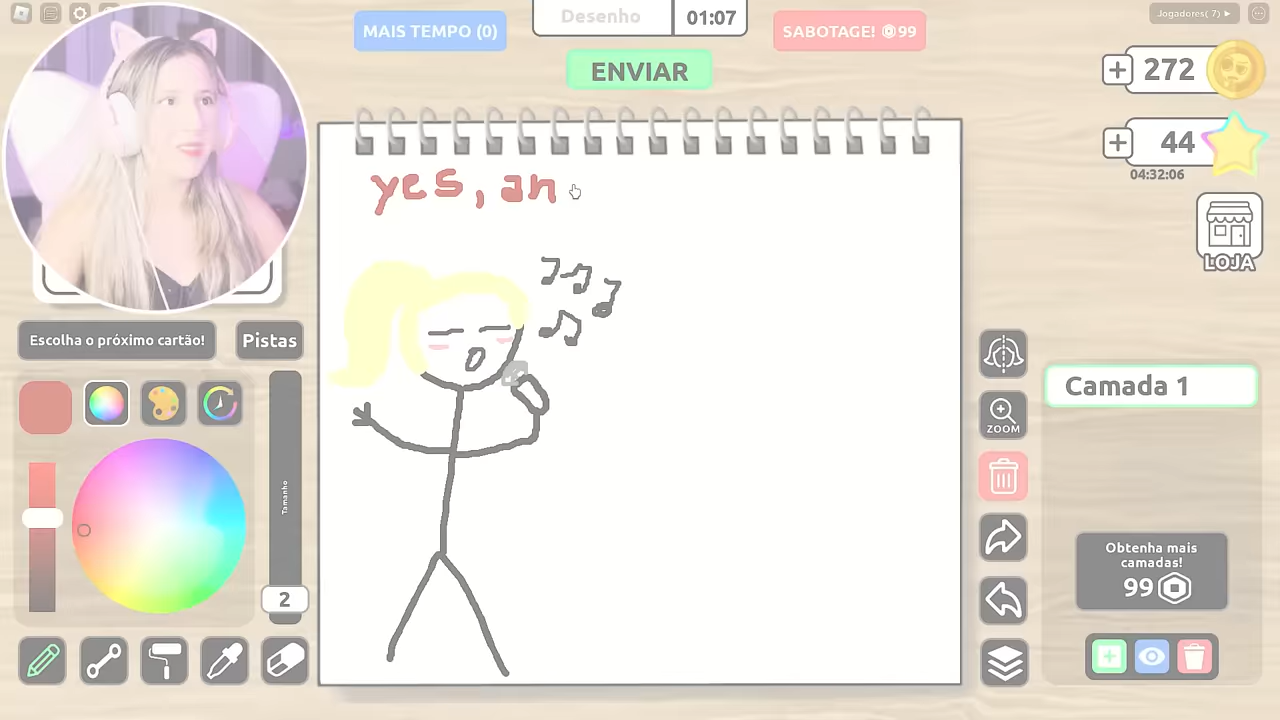 Jogadores( 7) ▶
MAIS TEMPO (0)
Desenho
01:07
SABOTAGE! 99
ENVIAR
272
44
04:32:06
LOJA
yes, an
Escolha o próximo cartão!
Pistas
Tamanho
2
ZOOM
Camada 1
Obtenha mais
camadas!
99